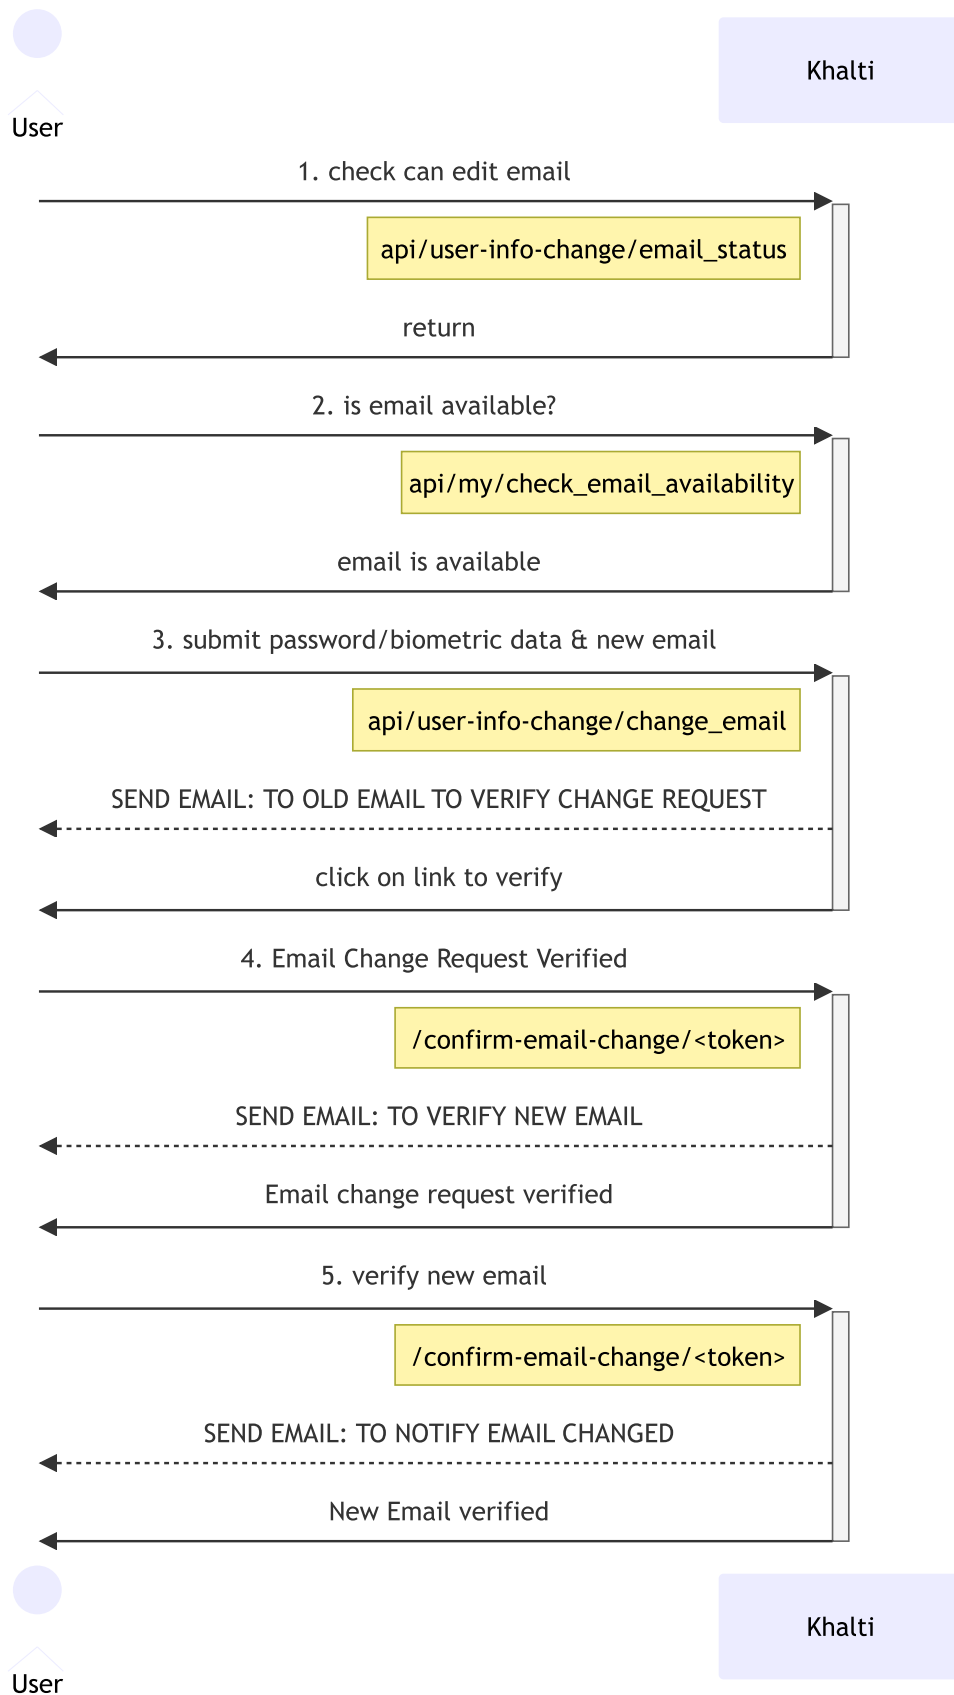 User
Khalti
1. check can edit email
api/user-info-change/email_status
return
2. is email available?
api/my/check_email_availability
email is available
3. submit password/biometric data & new email
api/user-info-change/change_email
SEND EMAIL: TO OLD EMAIL TO VERIFY CHANGE REQUEST
click on link to verify
4. Email Change Request Verified
/confirm-email-change/<token>
SEND EMAIL: TO VERIFY NEW EMAIL
Email change request verified
5. verify new email
/confirm-email-change/<token>
SEND EMAIL: TO NOTIFY EMAIL CHANGED
New Email verified
User
Khalti